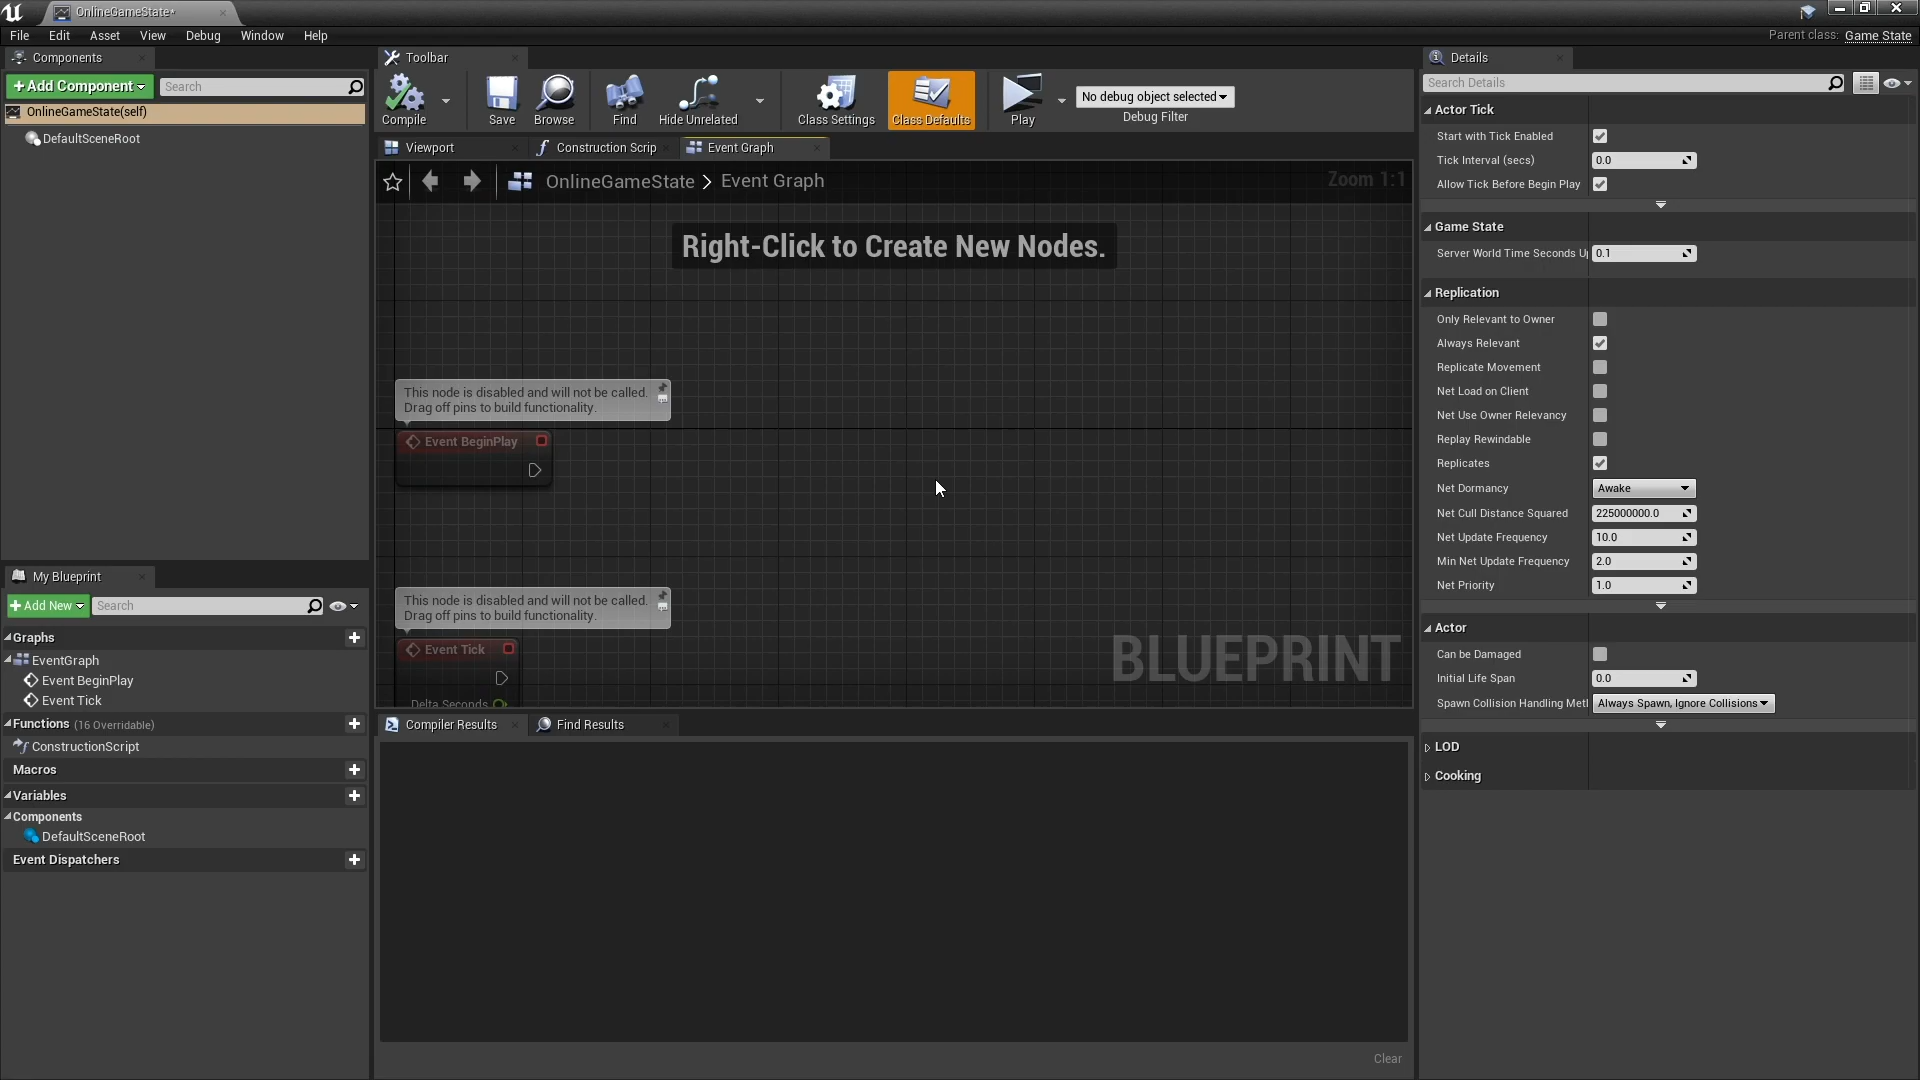 OnlineGameState*
File Edit Asset View Debug Window Help
Parent class: Game State
Components
+ Add Component
Search
OnlineGameState(self)
DefaultSceneRoot
My Blueprint
+ Add New
Search
Graphs
EventGraph
Event BeginPlay
Event Tick
Functions (16 Overridable)
ConstructionScript
Macros
Variables
Components
DefaultSceneRoot
Event Dispatchers
Toolbar
Compile
Save
Browse
Find
Hide Unrelated
Class Settings
Class Defaults
Play
No debug object selected
Debug Filter
Viewport
Construction Scrip
Event Graph
OnlineGameState > Event Graph
Zoom 1:1
Right-Click to Create New Nodes.
This node is disabled and will not be called.
Drag off pins to build functionality.
Event BeginPlay
This node is disabled and will not be called.
Drag off pins to build functionality.
Event Tick
Delta Seconds
BLUEPRINT
Compiler Results
Find Results
Clear
Details
Search Details
Actor Tick
Start with Tick Enabled
Tick Interval (secs) 0.0
Allow Tick Before Begin Play
Game State
Server World Time Seconds U 0.1
Replication
Only Relevant to Owner
Always Relevant
Replicate Movement
Net Load on Client
Net Use Owner Relevancy
Replay Rewindable
Replicates
Net Dormancy Awake
Net Cull Distance Squared 225000000.0
Net Update Frequency 10.0
Min Net Update Frequency 2.0
Net Priority 1.0
Actor
Can be Damaged
Initial Life Span 0.0
Spawn Collision Handling Met Always Spawn, Ignore Collisions
LOD
Cooking